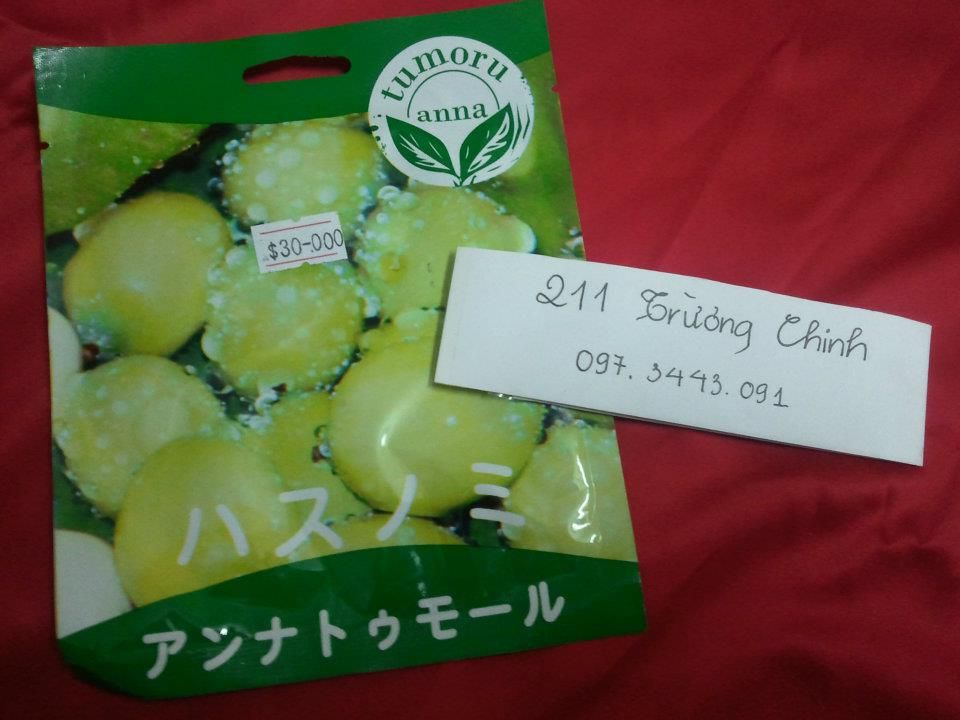 tumoru
anna
$30-000
211 Trường Chinh
097.3443.091
ハスノミ
アンナトゥモール